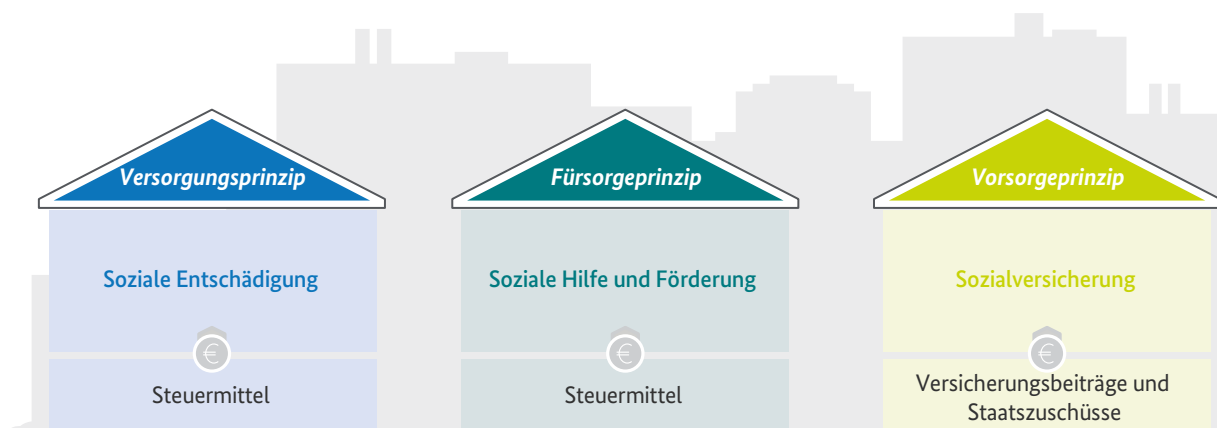 Versorgungsprinzip
Soziale Entschädigung
€
Steuermittel
Fürsorgeprinzip
Soziale Hilfe und Förderung
€
Steuermittel
Vorsorgeprinzip
Sozialversicherung
€
Versicherungsbeiträge und
Staatszuschüsse